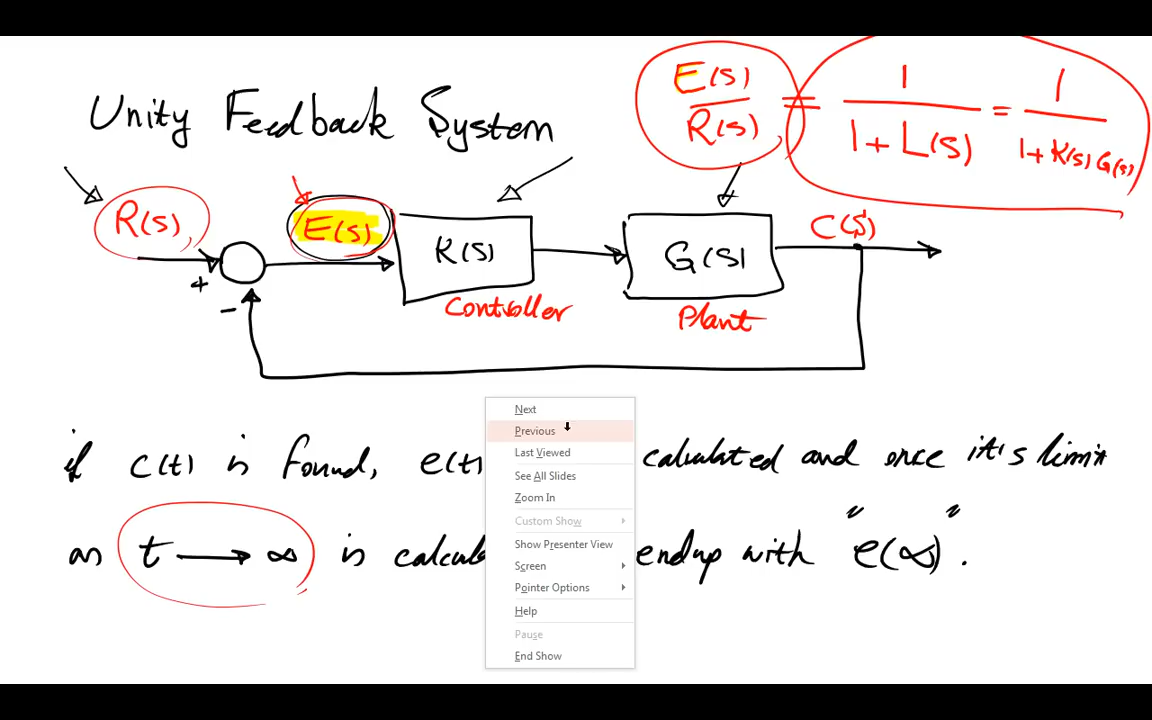 E(s)/R(s) = 1/(1 + L(s)) = 1/(1 + K(s) G(s))
Unity Feedback System
R(s) E(s) K(s) G(s) C(s)
+
-
Controller Plant
if c(t) is found, e(t) calculated and once it's limit
as t → ∞ is calcu endup with "e(∞)".
Next
Previous
Last Viewed
See All Slides
Zoom In
Custom Show
Show Presenter View
Screen
Pointer Options
Help
Pause
End Show